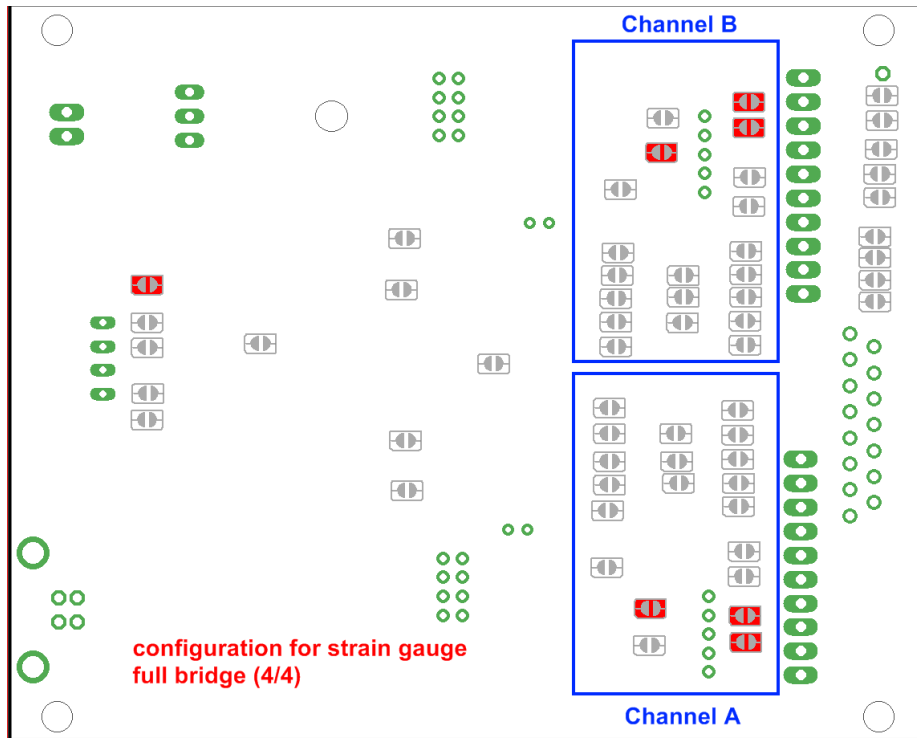 Channel B
configuration for strain gauge
full bridge (4/4)
Channel A